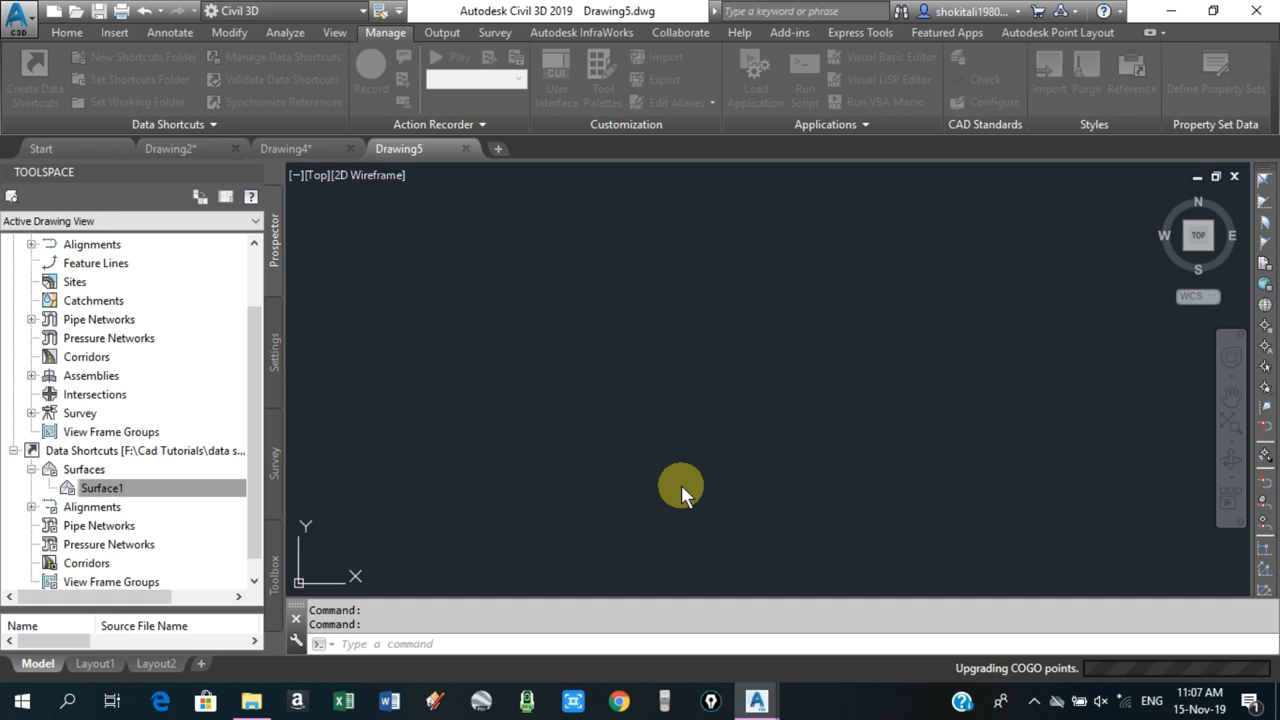 Civil 3D
Autodesk Civil 3D 2019 Drawing5.dwg
Type a keyword or phrase
shokitali1980...
C3D
Home Insert Annotate Modify Analyze View Manage Output Survey Autodesk InfraWorks Collaborate Help Add-ins Express Tools Featured Apps Autodesk Point Layout
New Shortcuts Folder Manage Data Shortcuts Play Import Visual Basic Editor
Set Shortcuts Folder Validate Data Shortcuts Export Visual LISP Editor Check
Create Data Shortcuts Record User Interface Tool Palettes Load Application Run Script Import Purge Reference Define Property Sets
Set Working Folder Synchronize References Edit Aliases Run VBA Macro Configure
Data Shortcuts Action Recorder Customization Applications CAD Standards Styles Property Set Data
CUI
Start Drawing2* Drawing4* Drawing5
TOOLSPACE
[−][Top][2D Wireframe]
Active Drawing View
Alignments
Feature Lines
Sites
Catchments
Pipe Networks
Pressure Networks
Corridors
Assemblies
Intersections
Survey
View Frame Groups
Data Shortcuts [F:\Cad Tutorials\data s...
Surfaces
Surface1
Alignments
Pipe Networks
Pressure Networks
Corridors
View Frame Groups
Name Source File Name
Prospector
Settings
Survey
Toolbox
N
W TOP E
S
WCS
Y
X
Command:
Command:
Type a command
Model Layout1 Layout2
Upgrading COGO points.
ENG
11:07 AM
15-Nov-19
1